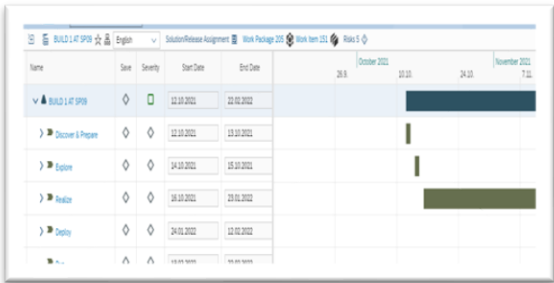 BUILD 1 AT SP09 English Solution/Release Assignment Work Package 205 Work Item 151 Risks 5
October 2021 November 2021
Name Save Severity Start Date End Date 26.9. 10.10. 24.10. 7.11.
BUILD 1 AT SP09 12.10.2021 22.02.2022
Discover & Prepare 12.10.2021 13.10.2021
Explore 14.10.2021 15.10.2021
Realize 16.10.2021 23.01.2022
Deploy 24.01.2022 12.02.2022